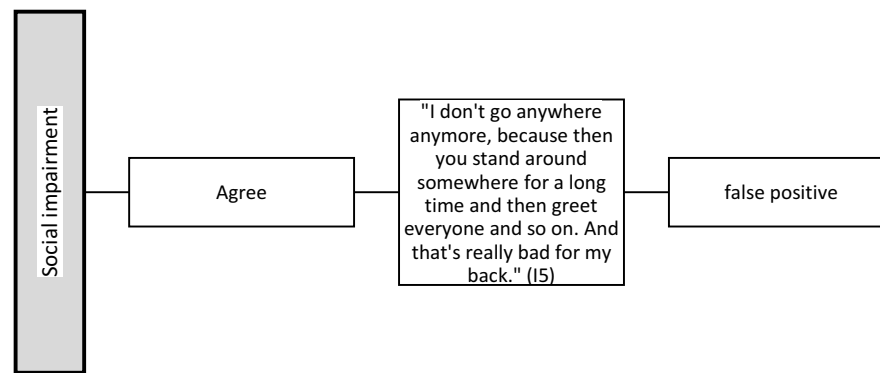 Social impairment
Agree
"I don't go anywhere
anymore, because then
you stand around
somewhere for a long
time and then greet
everyone and so on. And
that's really bad for my
back." (I5)
false positive